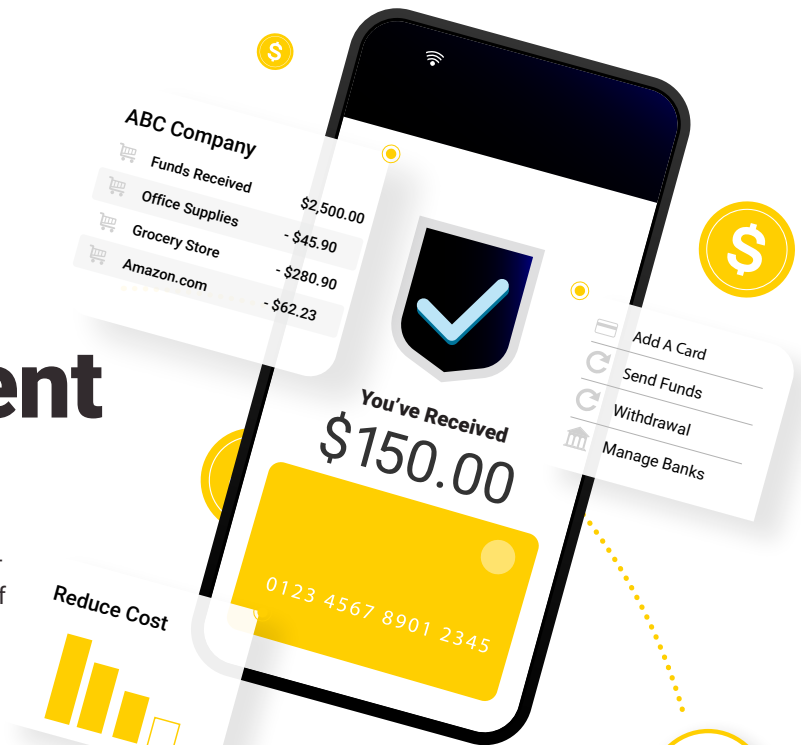 ABC Company
Funds Received $2,500.00
Office Supplies - $45.90
Grocery Store - $280.90
Amazon.com - $62.23
Add A Card
Send Funds
Withdrawal
Manage Banks
ent
You've Received
$150.00
0123 4567 8901 2345
f
Reduce Cost
$
$